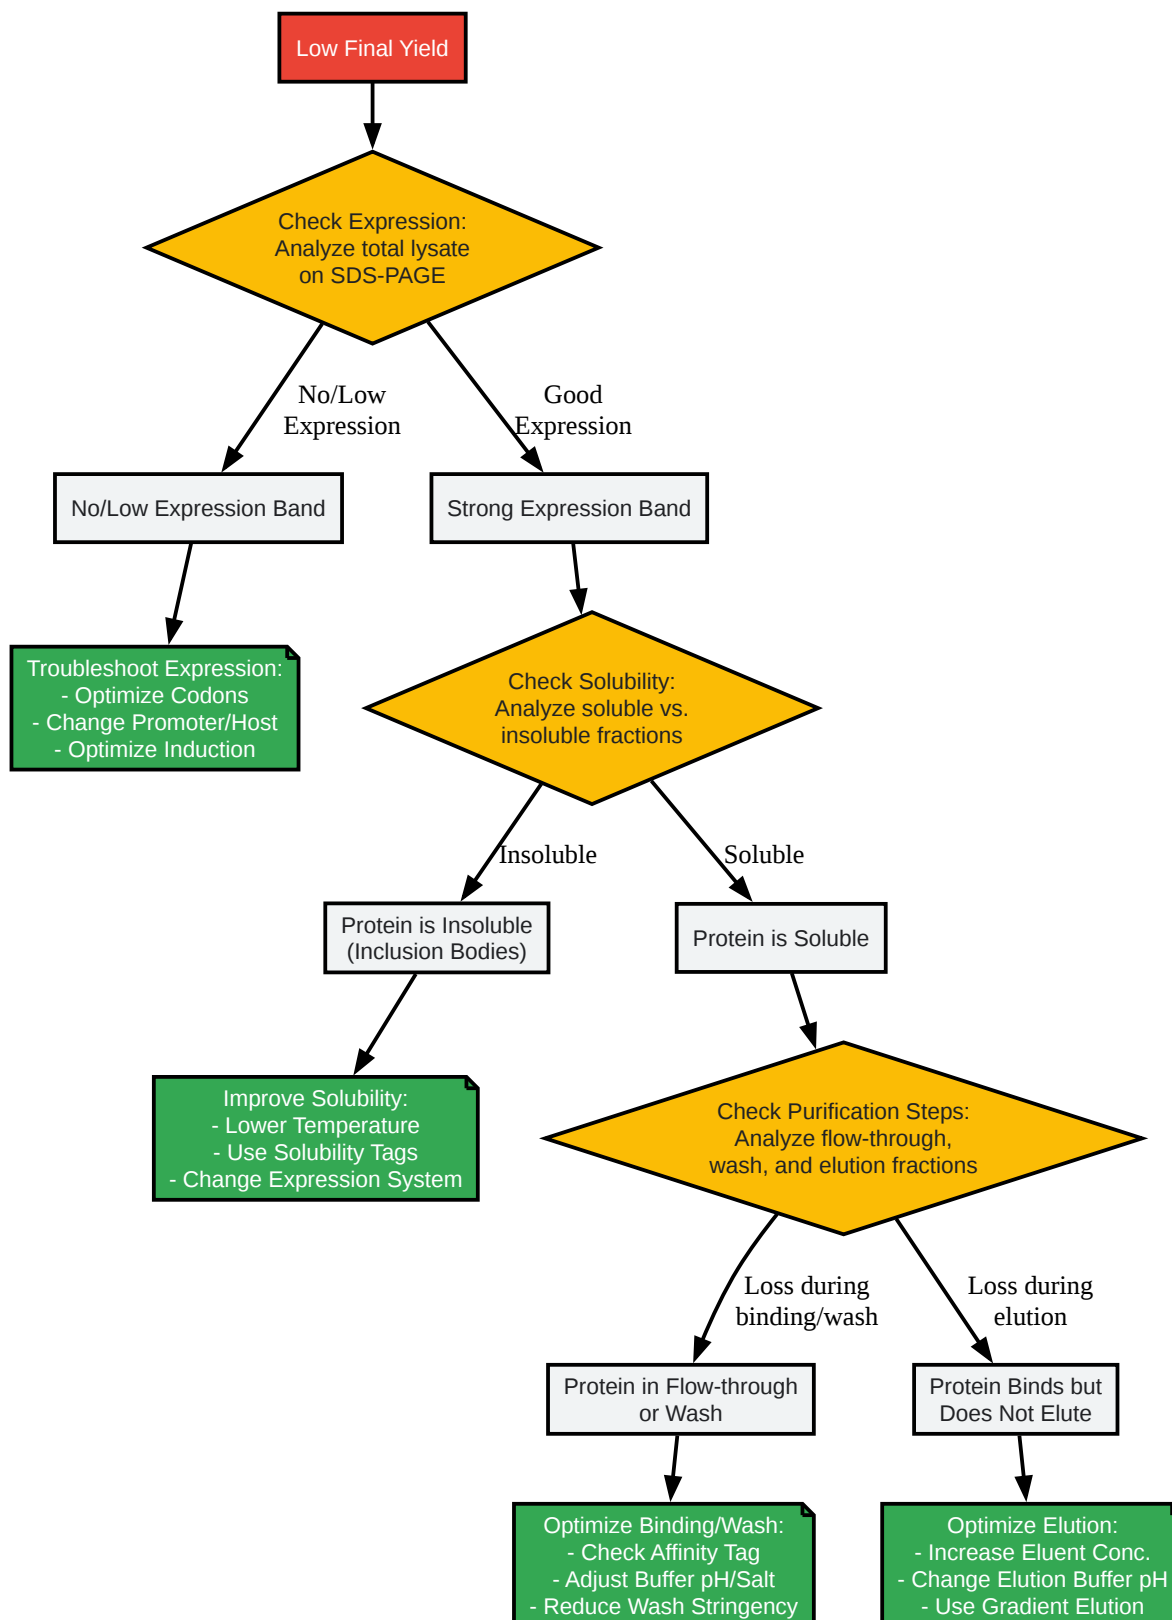 Low Final Yield
Check Expression:
Analyze total lysate
on SDS-PAGE
No/Low
Expression
Good
Expression
No/Low Expression Band
Strong Expression Band
Troubleshoot Expression:
- Optimize Codons
- Change Promoter/Host
- Optimize Induction
Check Solubility:
Analyze soluble vs.
insoluble fractions
Insoluble
Soluble
Protein is Insoluble
(Inclusion Bodies)
Protein is Soluble
Improve Solubility:
- Lower Temperature
- Use Solubility Tags
- Change Expression System
Check Purification Steps:
Analyze flow-through,
wash, and elution fractions
Loss during
binding/wash
Loss during
elution
Protein in Flow-through
or Wash
Protein Binds but
Does Not Elute
Optimize Binding/Wash:
- Check Affinity Tag
- Adjust Buffer pH/Salt
- Reduce Wash Stringency
Optimize Elution:
- Increase Eluent Conc.
- Change Elution Buffer pH
- Use Gradient Elution